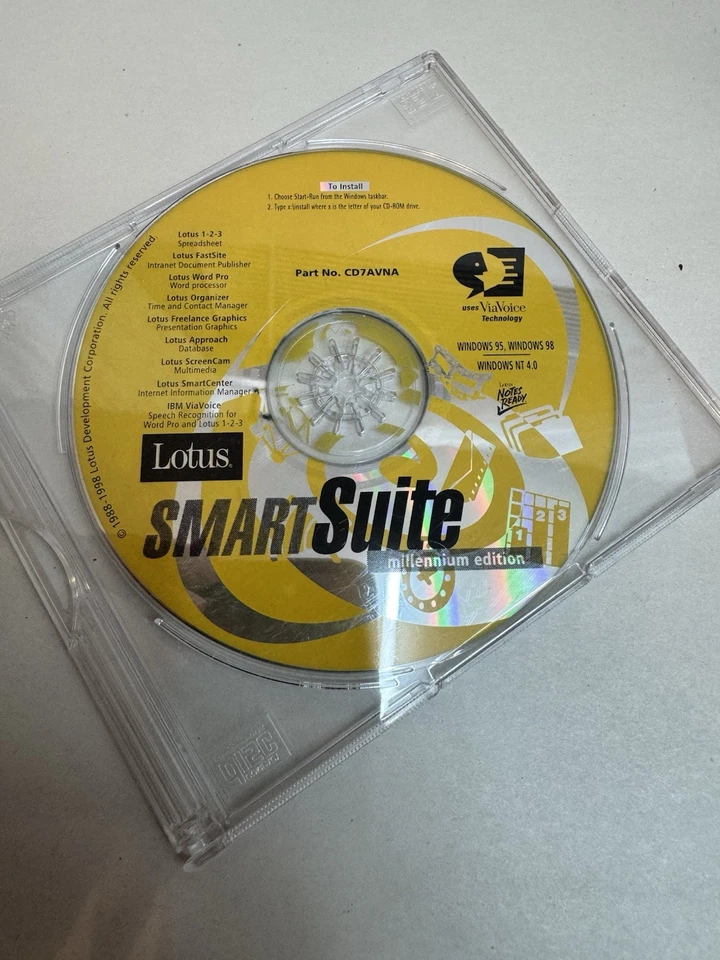 To Install
1. Choose Start-Run from the Windows taskbar.
2. Type x:\install where x is the letter of your CD-ROM drive.
Lotus 1-2-3
Spreadsheet
Lotus FastSite
Intranet Document Publisher
Lotus Word Pro
Word processor
Lotus Organizer
Time and Contact Manager
Lotus Freelance Graphics
Presentation Graphics
Lotus Approach
Database
Lotus ScreenCam
Multimedia
Lotus SmartCenter
Internet Information Manager
IBM ViaVoice
Speech Recognition for
Word Pro and Lotus 1-2-3
Part No. CD7AVNA
uses ViaVoice
Technology
WINDOWS 95, WINDOWS 98
WINDOWS NT 4.0
Lotus
NOTES
READY
©1988-1998 Lotus Development Corporation. All rights reserved.
Lotus®
SMARTSuite
millennium edition
1 2 3